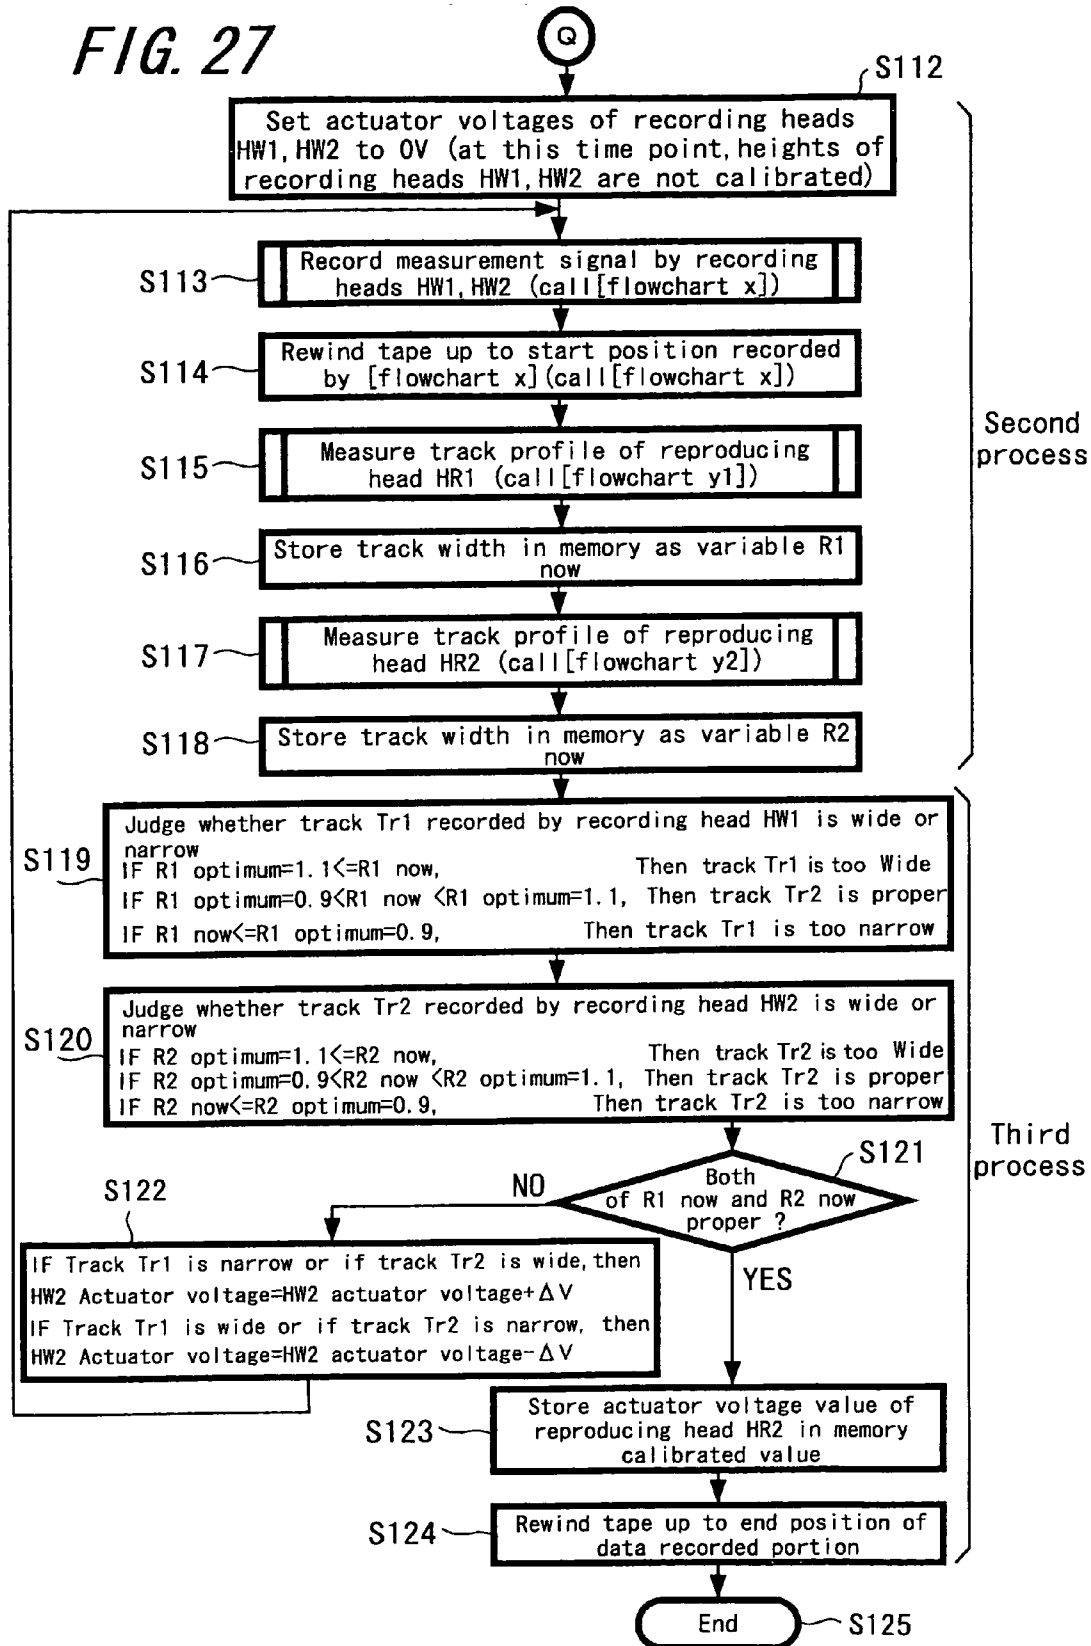 FIG. 27
Q
S112
Set actuator voltages of recording heads
HW1, HW2 to 0V (at this time point, heights of
recording heads HW1, HW2 are not calibrated)
S113
Record measurement signal by recording
heads HW1, HW2 (call[flowchart x])
S114
Rewind tape up to start position recorded
by [flowchart x](call[flowchart x])
S115
Measure track profile of reproducing
head HR1 (call[flowchart y1])
S116
Store track width in memory as variable R1
now
S117
Measure track profile of reproducing
head HR2 (call[flowchart y2])
S118
Store track width in memory as variable R2
now
Second
process
S119
Judge whether track Tr1 recorded by recording head HW1 is wide or
narrow
IF R1 optimum=1.1<=R1 now, Then track Tr1 is too Wide
IF R1 optimum=0.9<R1 now <R1 optimum=1.1, Then track Tr2 is proper
IF R1 now<=R1 optimum=0.9, Then track Tr1 is too narrow
S120
Judge whether track Tr2 recorded by recording head HW2 is wide or
narrow
IF R2 optimum=1.1<=R2 now, Then track Tr2 is too Wide
IF R2 optimum=0.9<R2 now <R2 optimum=1.1, Then track Tr2 is proper
IF R2 now<=R2 optimum=0.9, Then track Tr2 is too narrow
S121
Both
of R1 now and R2 now
proper ?
NO
YES
S122
IF Track Tr1 is narrow or if track Tr2 is wide, then
HW2 Actuator voltage=HW2 actuator voltage+ΔV
IF Track Tr1 is wide or if track Tr2 is narrow, then
HW2 Actuator voltage=HW2 actuator voltage-ΔV
Third
process
S123
Store actuator voltage value of
reproducing head HR2 in memory
calibrated value
S124
Rewind tape up to end position of
data recorded portion
End
S125